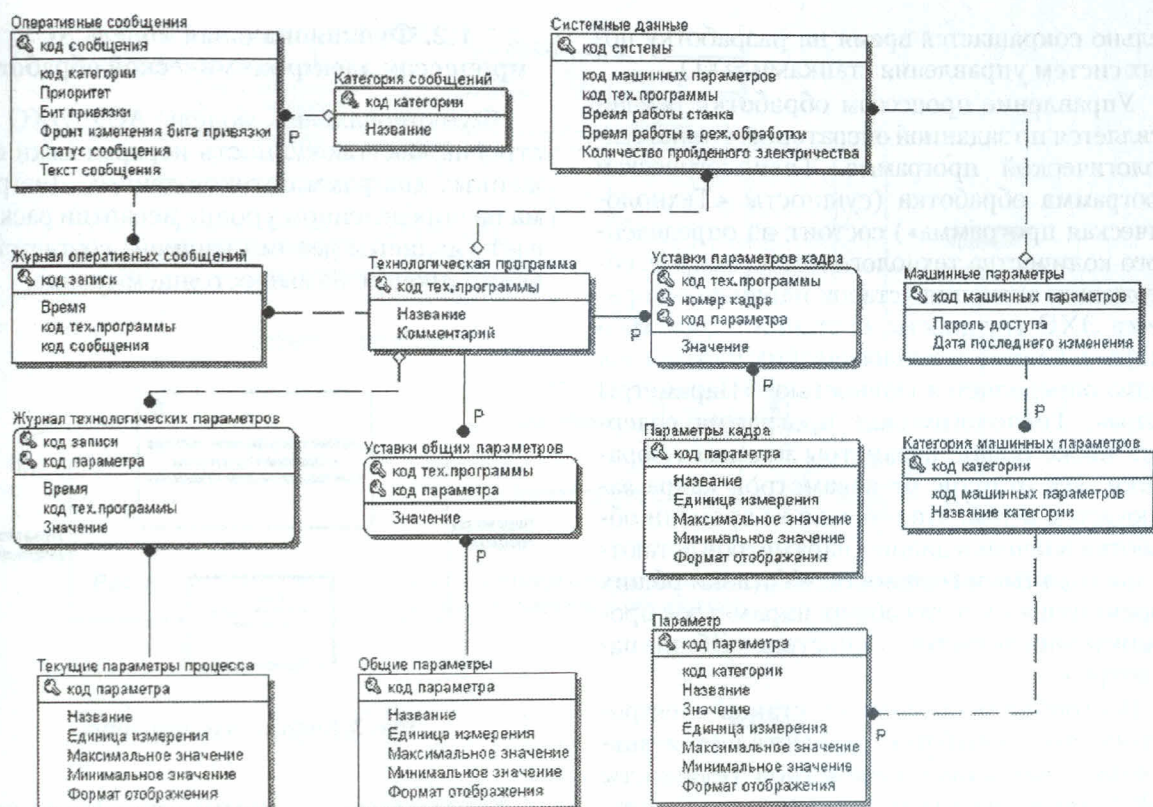 Оперативные сообщения
код сообщения
код категории
Приоритет
Бит привязки
Фронт изменения бита привязки
Статус сообщения
Текст сообщения
P
Категория сообщений
код категории
Название
Системные данные
код системы
код машинных параметров
код тех.программы
Время работы станка
Время работы в реж.обработки
Количество пройденного электричества
Журнал оперативных сообщений
код записи
Время
код тех.программы
код сообщения
Технологическая программа
код тех.программы
Название
Комментарий
P
Уставки параметров кадра
код тех.программы
номер кадра
код параметра
Значение
P
Машинные параметры
код машинных параметров
Пароль доступа
Дата последнего изменения
P
Журнал технологических параметров
код записи
код параметра
Время
код тех.программы
Значение
P
Уставки общих параметров
код тех.программы
код параметра
Значение
P
P
Параметры кадра
код параметра
Название
Единица измерения
Максимальное значение
Минимальное значение
Формат отображения
Категория машинных параметров
код категории
код машинных параметров
Название категории
Текущие параметры процесса
код параметра
Название
Единица измерения
Максимальное значение
Минимальное значение
Формат отображения
Общие параметры
код параметра
Название
Единица измерения
Максимальное значение
Минимальное значение
Формат отображения
Параметр
код параметра
код категории
Название
Значение
Единица измерения
Максимальное значение
Минимальное значение
Формат отображения
P